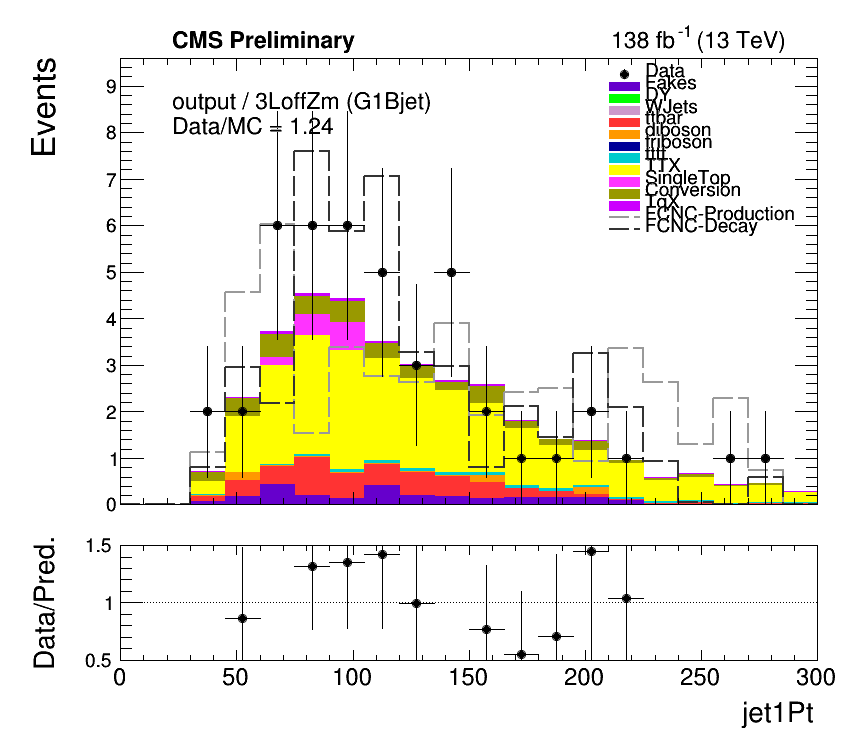 CMS Preliminary
138 fb-1 (13 TeV)
Events
output / 3LoffZm (G1Bjet)
Data/MC = 1.24
Data
Fakes
DY
WJets
ttbar
diboson
triboson
tttt
TTX
SingleTop
Conversion
TqX
FCNC-Production
FCNC-Decay
9
8
7
6
5
4
3
2
1
0
Data/Pred.
1.5
1
0.5
0 50 100 150 200 250 300
jet1Pt